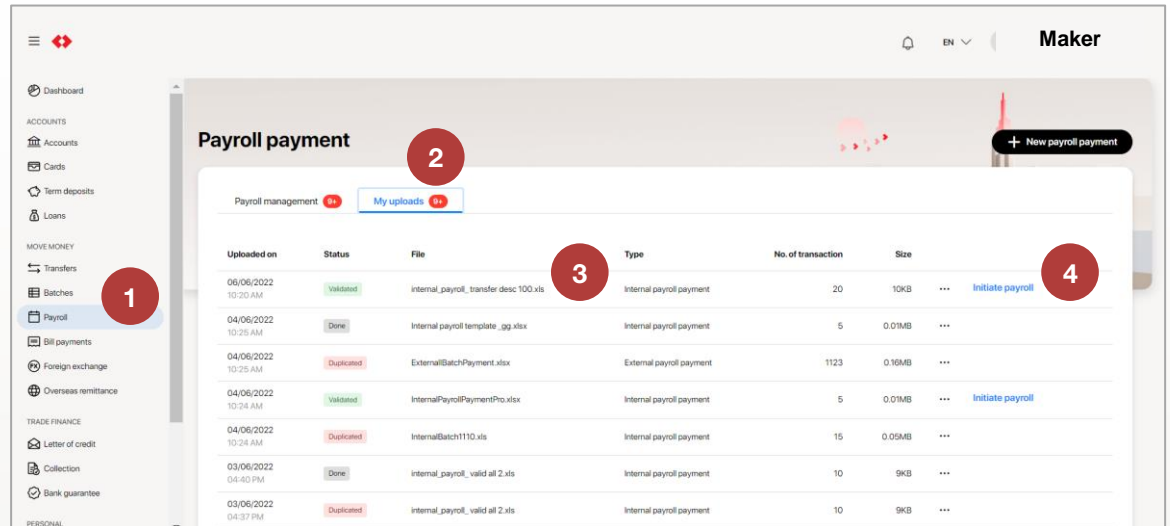 EN
Maker
Dashboard
ACCOUNTS
Accounts
Cards
Term deposits
Loans
MOVE MONEY
Transfers
Batches
1
Payroll
Bill payments
Foreign exchange
Overseas remittance
TRADE FINANCE
Letter of credit
Collection
Bank guarantee
PERSONAL
Payroll payment
+ New payroll payment
2
Payroll management 9+ My uploads 9+
3
4
Uploaded on Status File Type No. of transaction Size
06/06/2022 10:20 AM Validated internal_payroll_ transfer desc 100.xls Internal payroll payment 20 10KB ... Initiate payroll
04/06/2022 10:25 AM Done Internal payroll template _gg.xlsx Internal payroll payment 5 0.01MB ...
04/06/2022 10:25 AM Duplicated ExternalBatchPayment.xlsx External payroll payment 1123 0.16MB ...
04/06/2022 10:24 AM Validated InternalPayrollPaymentPro.xlsx Internal payroll payment 5 0.01MB ... Initiate payroll
04/06/2022 10:24 AM Duplicated InternalBatch1110.xls Internal payroll payment 15 0.05MB ...
03/06/2022 04:40 PM Done internal_payroll_ valid all 2.xls Internal payroll payment 10 9KB ...
03/06/2022 04:37 PM Duplicated internal_payroll_ valid all 2.xls Internal payroll payment 10 9KB ...